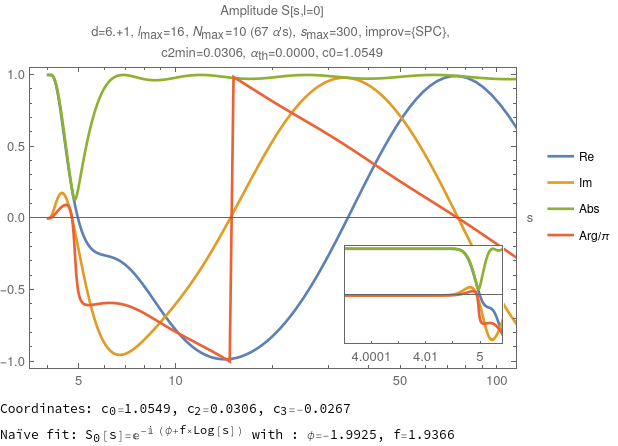 Amplitude S[s,l=0]
d=6.+1, lmax=16, Nmax=10 (67 α's), smax=300, improv={SPC},
c2min=0.0306, αth=0.0000, c0=1.0549
1.0
0.5
0.0
-0.5
-1.0
5 10 50 100
s
4.0001 4.01 5
Re
Im
Abs
Arg/π
Coordinates: c0=1.0549, c2=0.0306, c3=-0.0267
Naïve fit: S0[s]=e^-i (ϕ+f×Log[s]) with : ϕ=-1.9925, f=1.9366